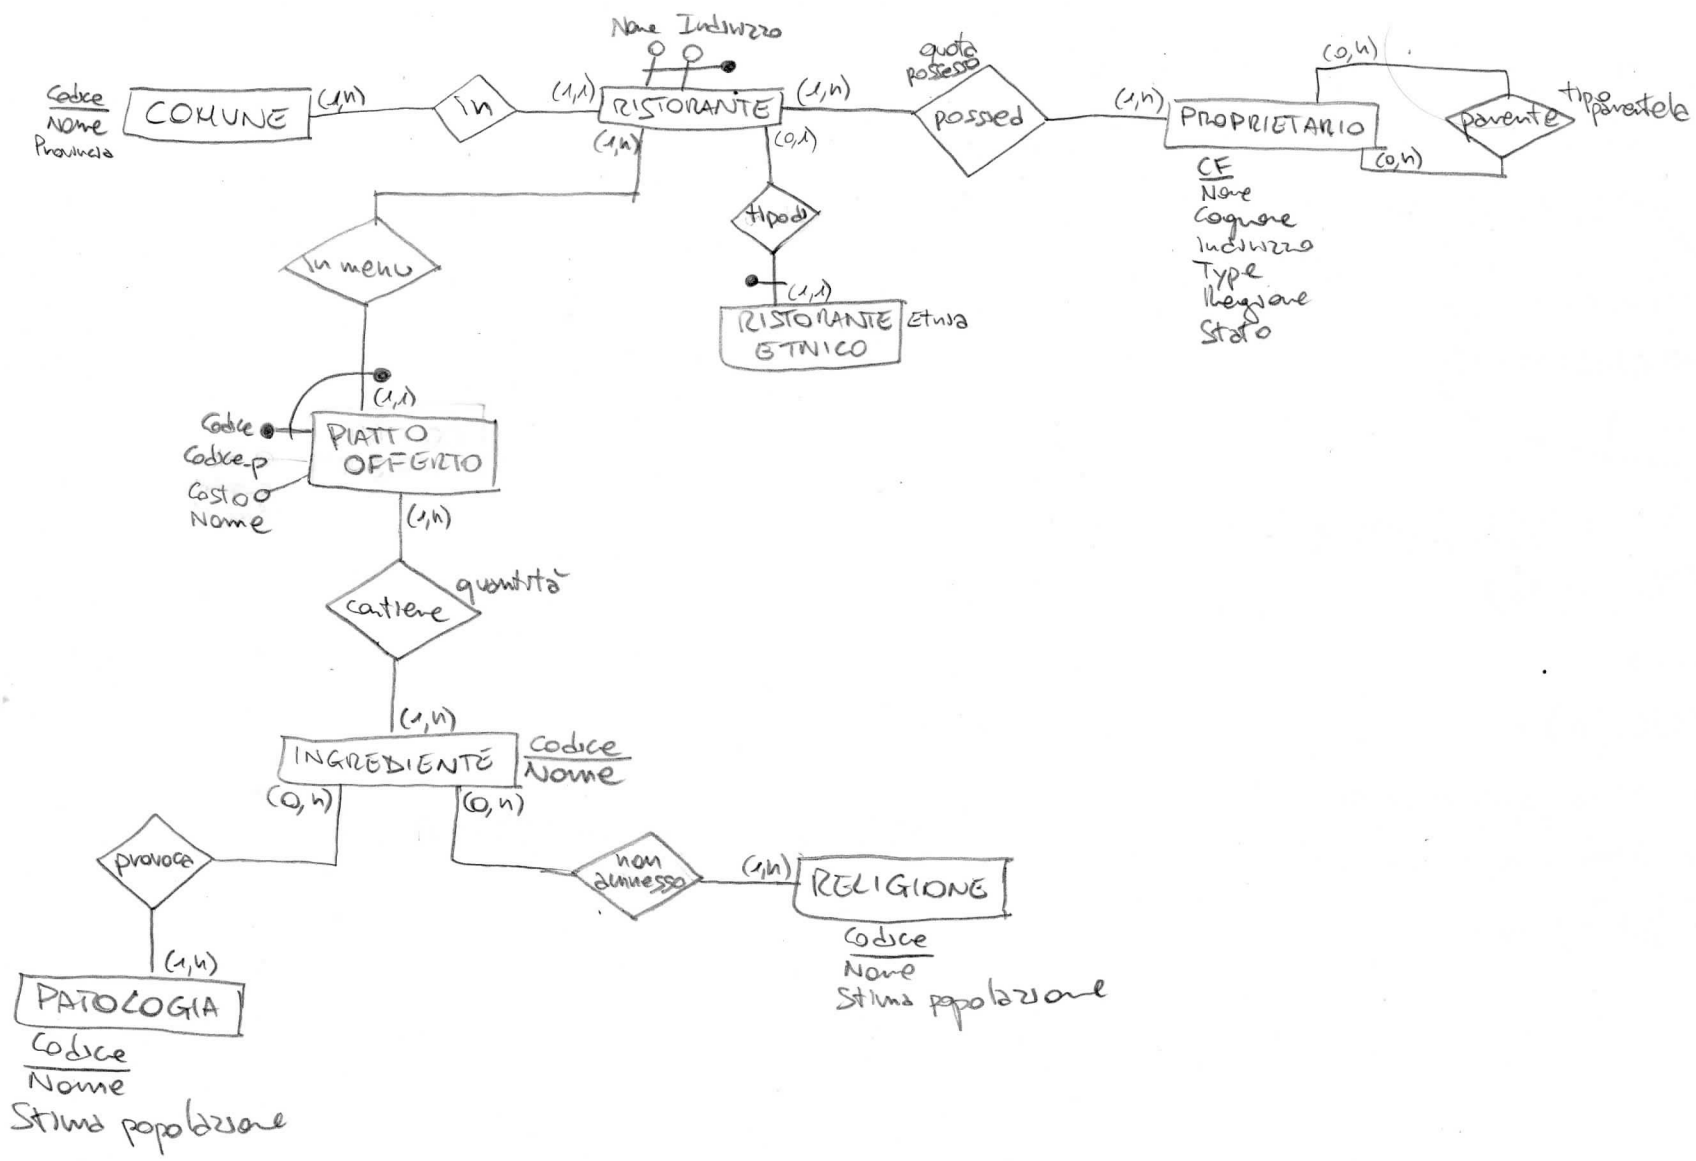 Nome Indirizzo
quota
possesso
(0,n)
Codice
Nome
Provincia
COMUNE
(1,n)
in
(1,1)
RISTORANTE
(1,n)
possied
(1,n)
PROPRIETARIO
parente
tipo
parentela
(1,n)
(0,1)
(0,n)
CF
Nome
Cognome
Indirizzo
Type
Regione
Stato
tipo di
in menu
(1,1)
RISTORANTE
ETNICO
Etnia
(1,1)
Codice
Codice-p
Costo
Nome
PIATTO
OFFERTO
(1,n)
quantità
contiene
(1,n)
INGREDIENTE
Codice
Nome
(0,n)
(0,n)
provoca
non
ammesso
(1,n)
RELIGIONE
Codice
Nome
Stima popolazione
(1,n)
PATOLOGIA
Codice
Nome
Stima popolazione